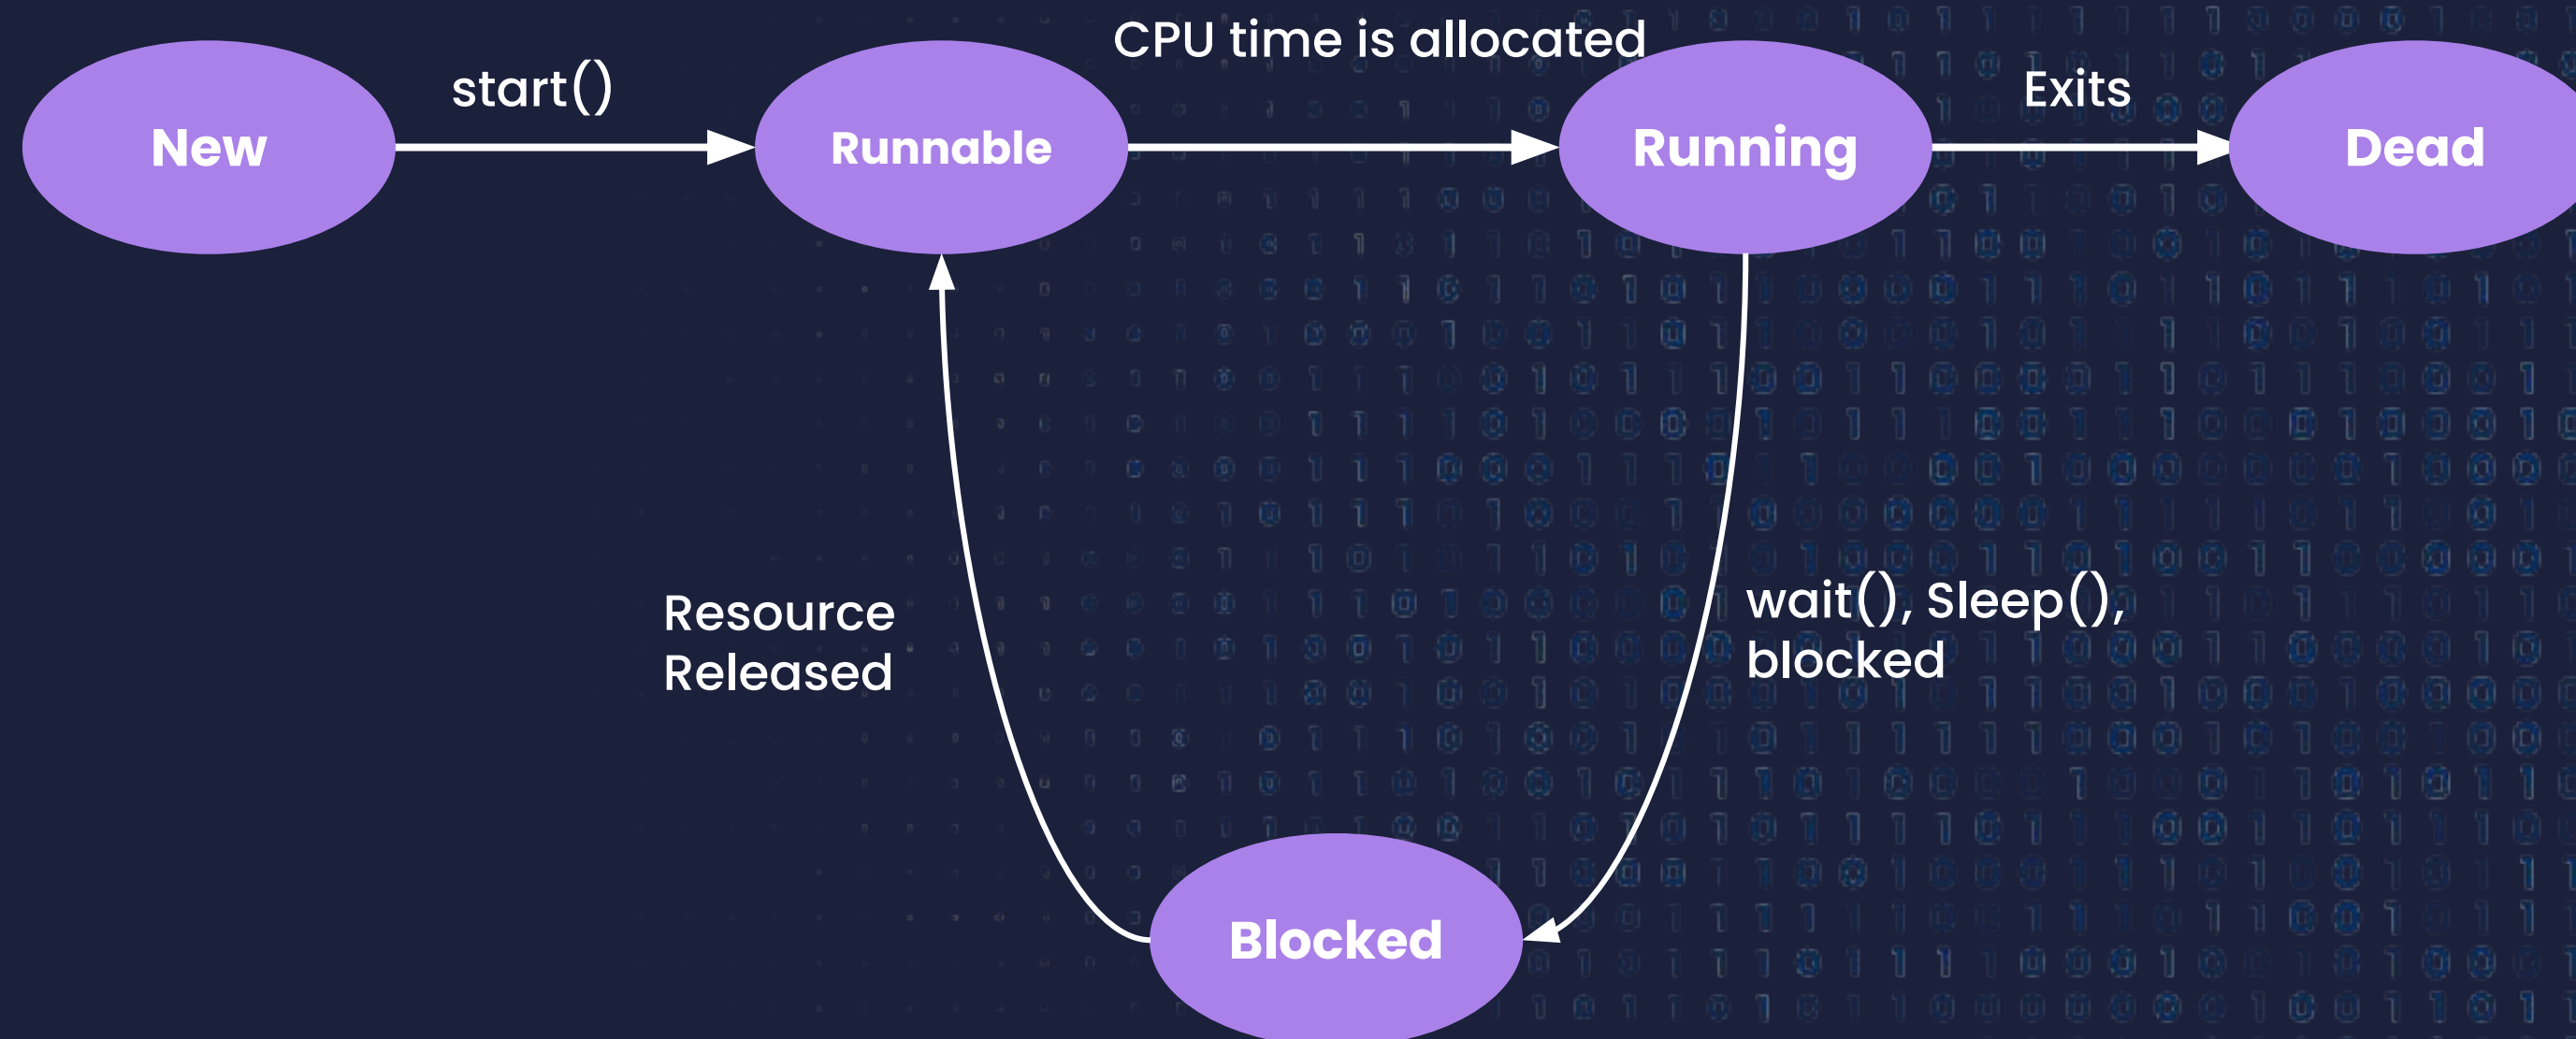 CPU time is allocated
start()
Exits
New
Runnable
Running
Dead
Resource
Released
wait(), Sleep(),
blocked
Blocked